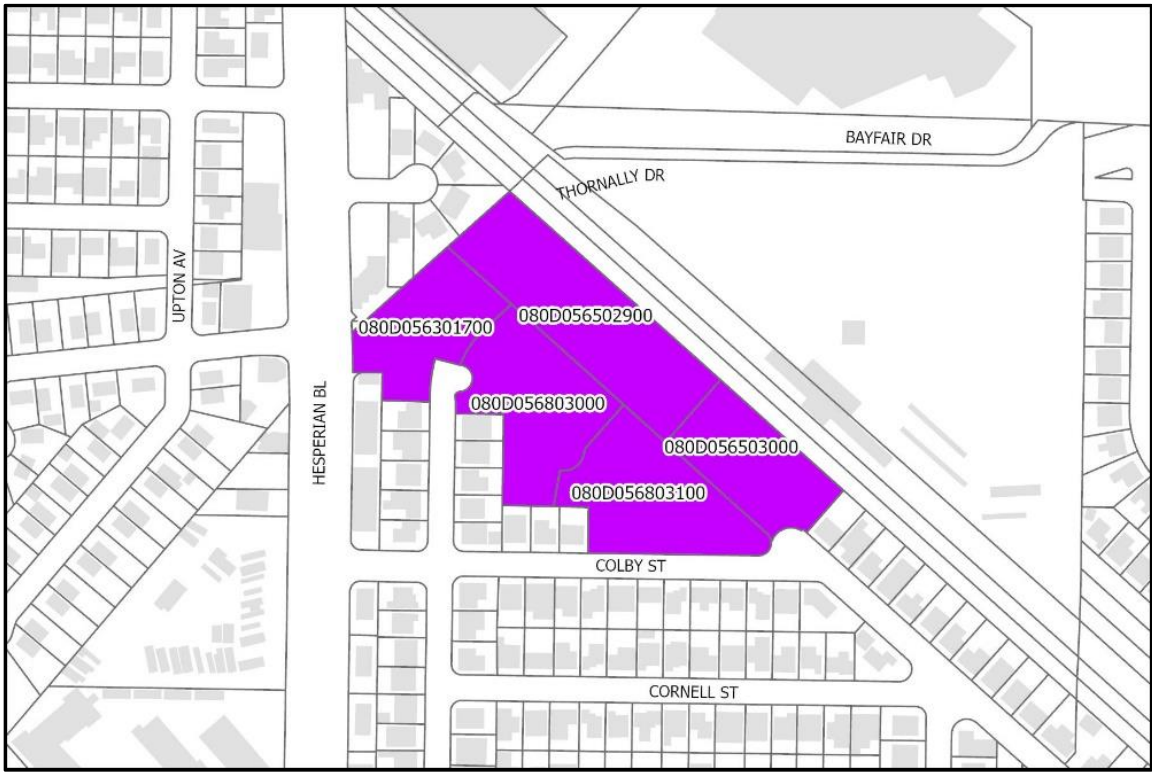 BAYFAIR DR
THORNALLY DR
UPTON AV
080D056502900
080D056301700
HESPERIAN BL
080D056803000
080D056503000
080D056803100
COLBY ST
CORNELL ST